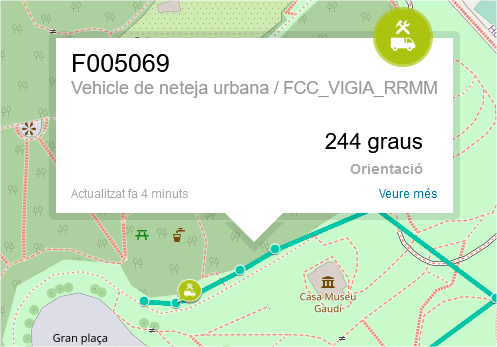 F005069
Vehicle de neteja urbana / FCC_VIGIA_RRMM
244 graus
Orientació
Actualitzat fa 4 minuts
Veure més
Casa Museu
Gaudí
Gran plaça